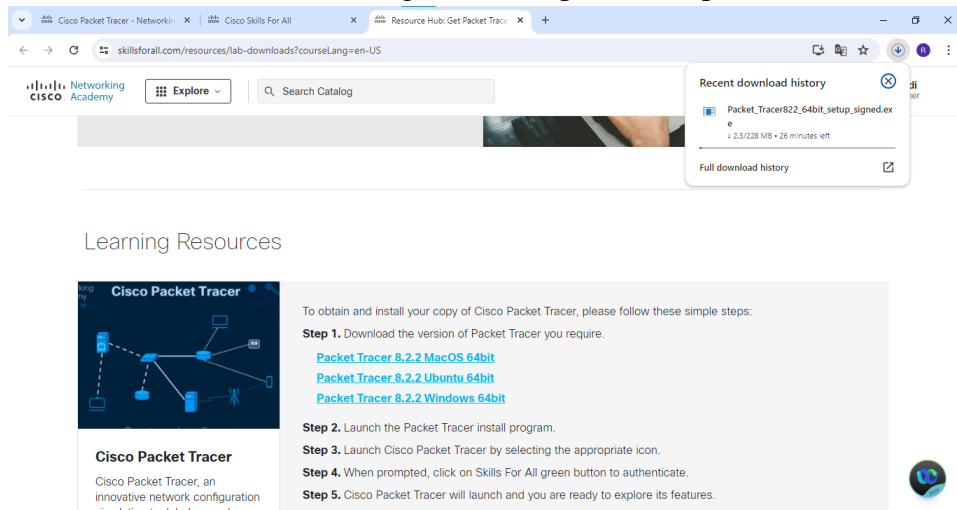 Cisco Packet Tracer - Networkin
Cisco Skills For All
Resource Hub: Get Packet Trace
skillsforall.com/resources/lab-downloads?courseLang=en-US
R
Networking
CISCO. Academy
Explore
Search Catalog
di
ner
Recent download history
Packet_Tracer822_64bit_setup_signed.ex
e
↓ 2.3/228 MB • 26 minutes left
Full download history
Learning Resources
Cisco Packet Tracer
To obtain and install your copy of Cisco Packet Tracer, please follow these simple steps:
Step 1. Download the version of Packet Tracer you require.
Packet Tracer 8.2.2 MacOS 64bit
Packet Tracer 8.2.2 Ubuntu 64bit
Packet Tracer 8.2.2 Windows 64bit
Step 2. Launch the Packet Tracer install program.
Step 3. Launch Cisco Packet Tracer by selecting the appropriate icon.
Step 4. When prompted, click on Skills For All green button to authenticate.
Step 5. Cisco Packet Tracer will launch and you are ready to explore its features.
Cisco Packet Tracer
Cisco Packet Tracer, an
innovative network configuration